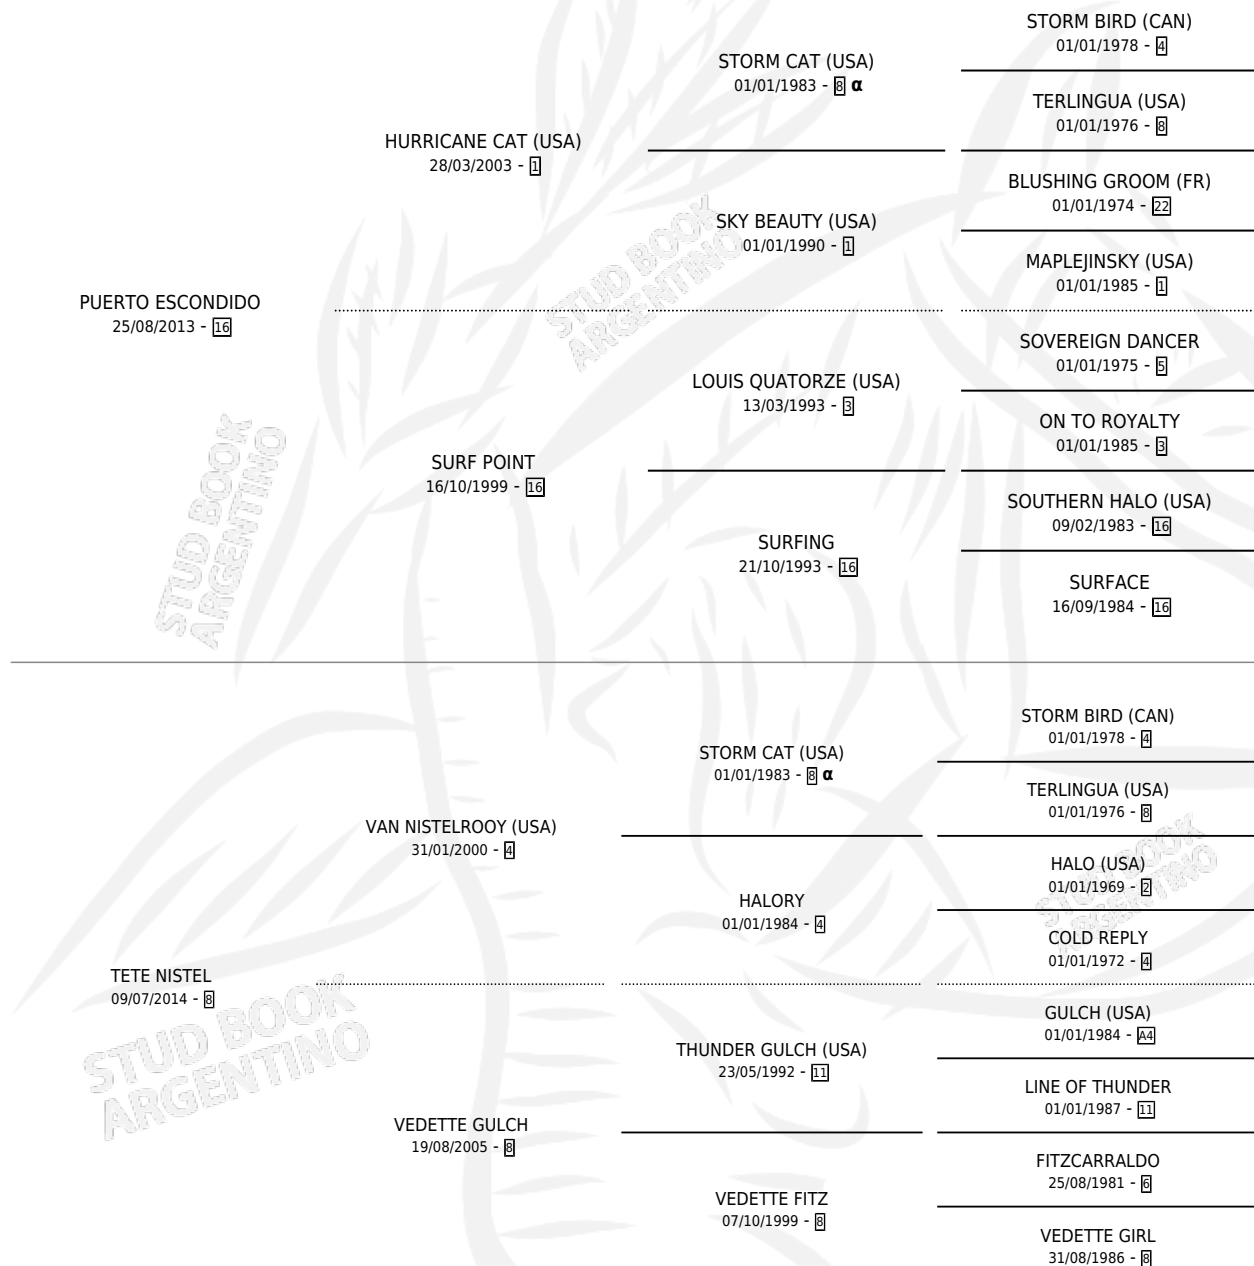 STORM BIRD (CAN)
01/01/1978 - 4
STORM CAT (USA)
01/01/1983 - 8 α
TERLINGUA (USA)
01/01/1976 - 8
HURRICANE CAT (USA)
28/03/2003 - 1
BLUSHING GROOM (FR)
01/01/1974 - 22
SKY BEAUTY (USA)
01/01/1990 - 1
MAPLEJINSKY (USA)
01/01/1985 - 1
PUERTO ESCONDIDO
25/08/2013 - 16
SOVEREIGN DANCER
01/01/1975 - 5
LOUIS QUATORZE (USA)
13/03/1993 - 3
ON TO ROYALTY
01/01/1985 - 3
SURF POINT
16/10/1999 - 16
SOUTHERN HALO (USA)
09/02/1983 - 16
SURFING
21/10/1993 - 16
SURFACE
16/09/1984 - 16
STUD BOOK
ARGENTINO
STUD BOOK
ARGENTINO
STORM BIRD (CAN)
01/01/1978 - 4
STORM CAT (USA)
01/01/1983 - 8 α
TERLINGUA (USA)
01/01/1976 - 8
VAN NISTELROOY (USA)
31/01/2000 - 4
HALO (USA)
01/01/1969 - 2
HALORY
01/01/1984 - 4
COLD REPLY
01/01/1972 - 4
TETE NISTEL
09/07/2014 - 8
GULCH (USA)
01/01/1984 - A4
THUNDER GULCH (USA)
23/05/1992 - 11
LINE OF THUNDER
01/01/1987 - 11
VEDETTE GULCH
19/08/2005 - 8
FITZCARRALDO
25/08/1981 - 6
VEDETTE FITZ
07/10/1999 - 8
VEDETTE GIRL
31/08/1986 - 8
STUD BOOK
ARGENTINO
STUD BOOK
ARGENTINO